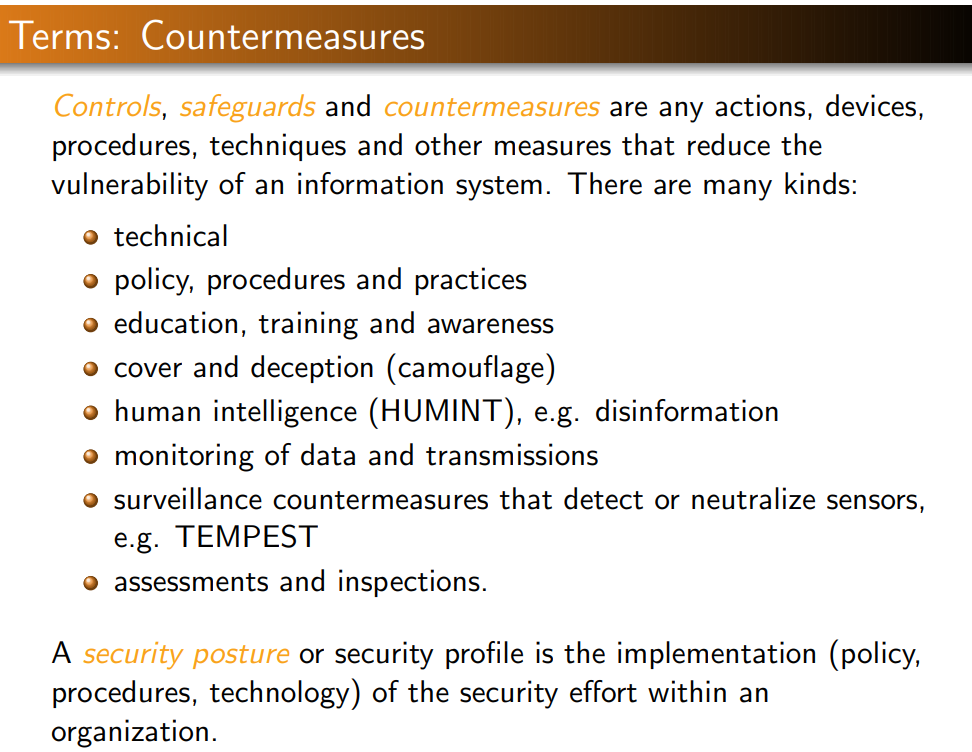 Terms: Countermeasures
Controls, safeguards and countermeasures are any actions, devices,
procedures, techniques and other measures that reduce the
vulnerability of an information system. There are many kinds:
technical
policy, procedures and practices
education, training and awareness
cover and deception (camouflage)
human intelligence (HUMINT), e.g. disinformation
monitoring of data and transmissions
surveillance countermeasures that detect or neutralize sensors,
e.g. TEMPEST
assessments and inspections.
A security posture or security profile is the implementation (policy,
procedures, technology) of the security effort within an
organization.